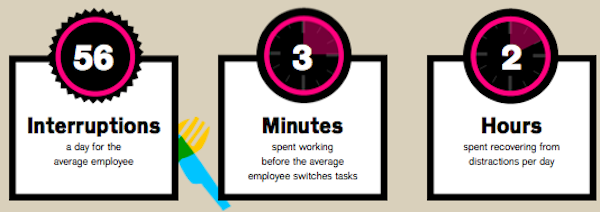 56
Interruptions
a day for the
average employee
3
Minutes
spent working
before the average
employee switches tasks
2
Hours
spent recovering from
distractions per day